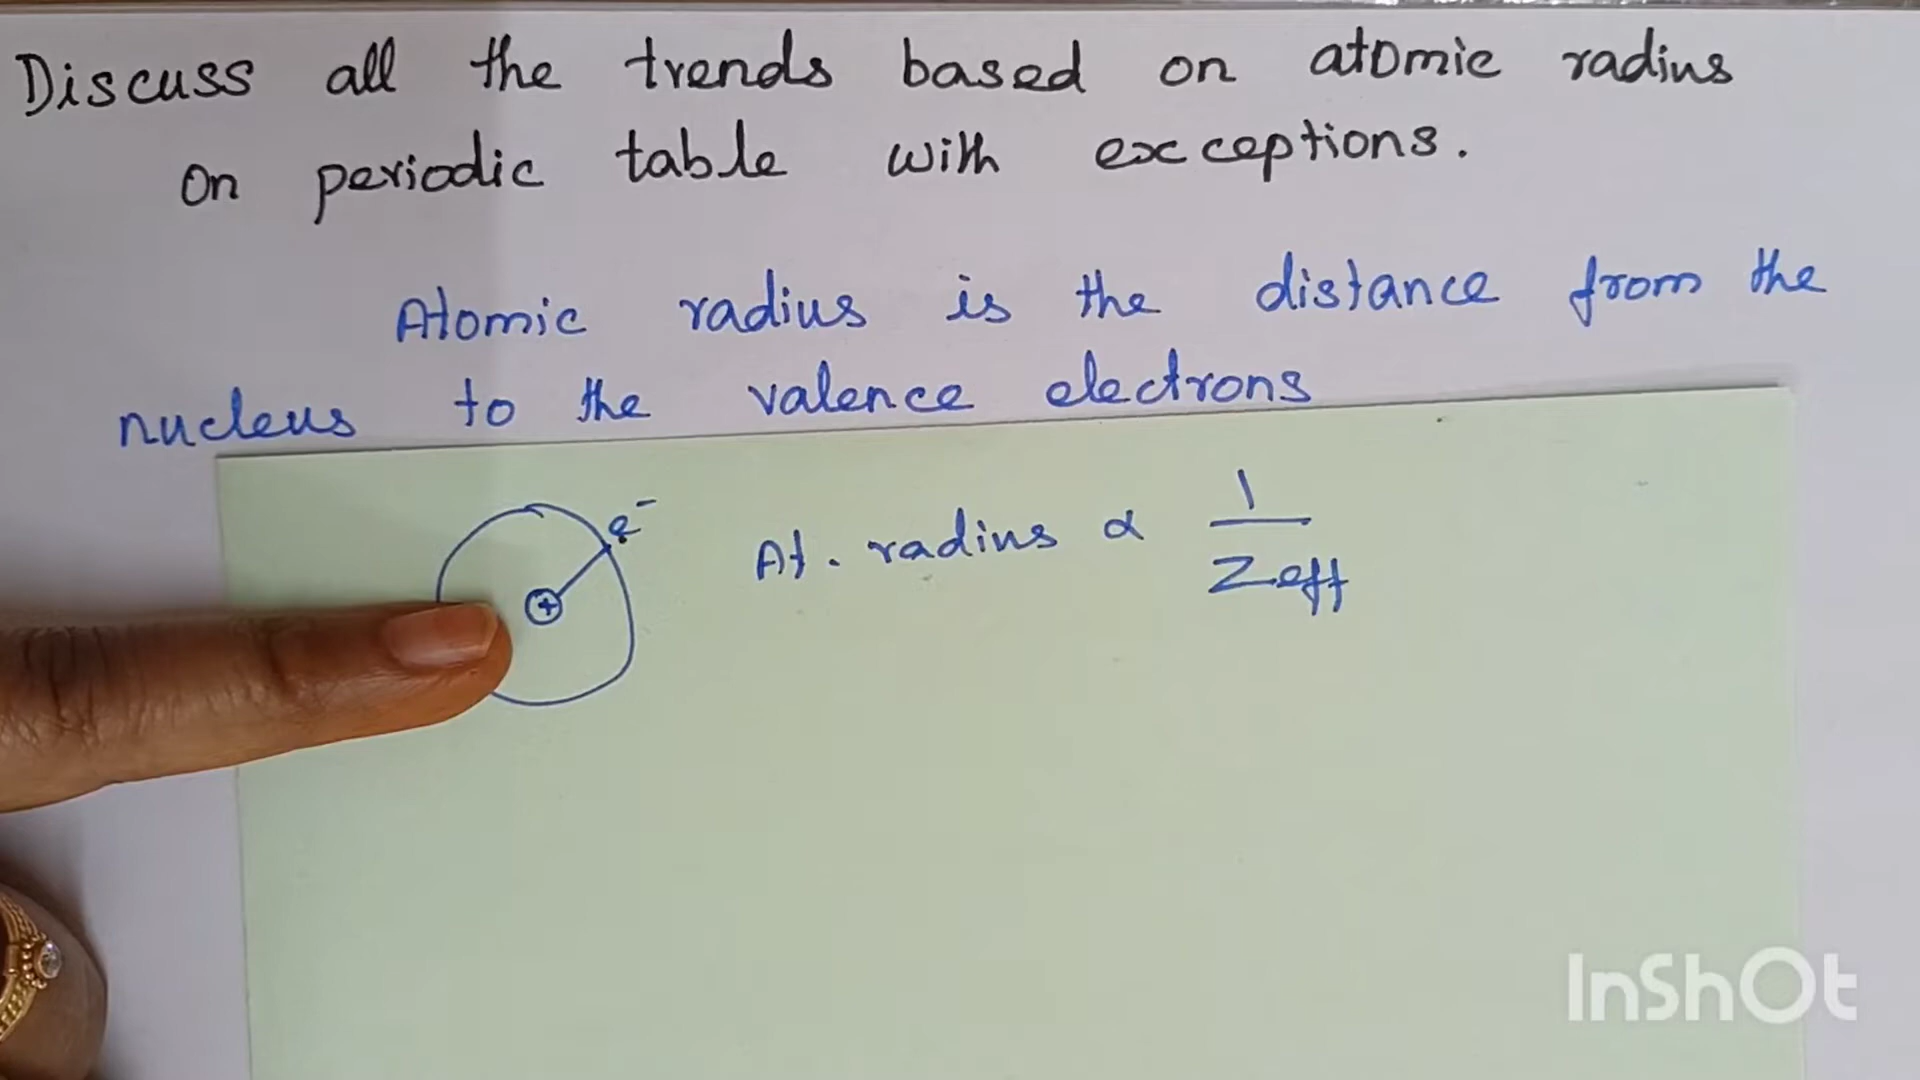 Discuss all the trends based on atomic radius
on periodic table with exceptions.
Atomic radius is the distance from the
nucleus to the valence electrons
e⁻
+
At. radius α 1/Zeff
InShOt